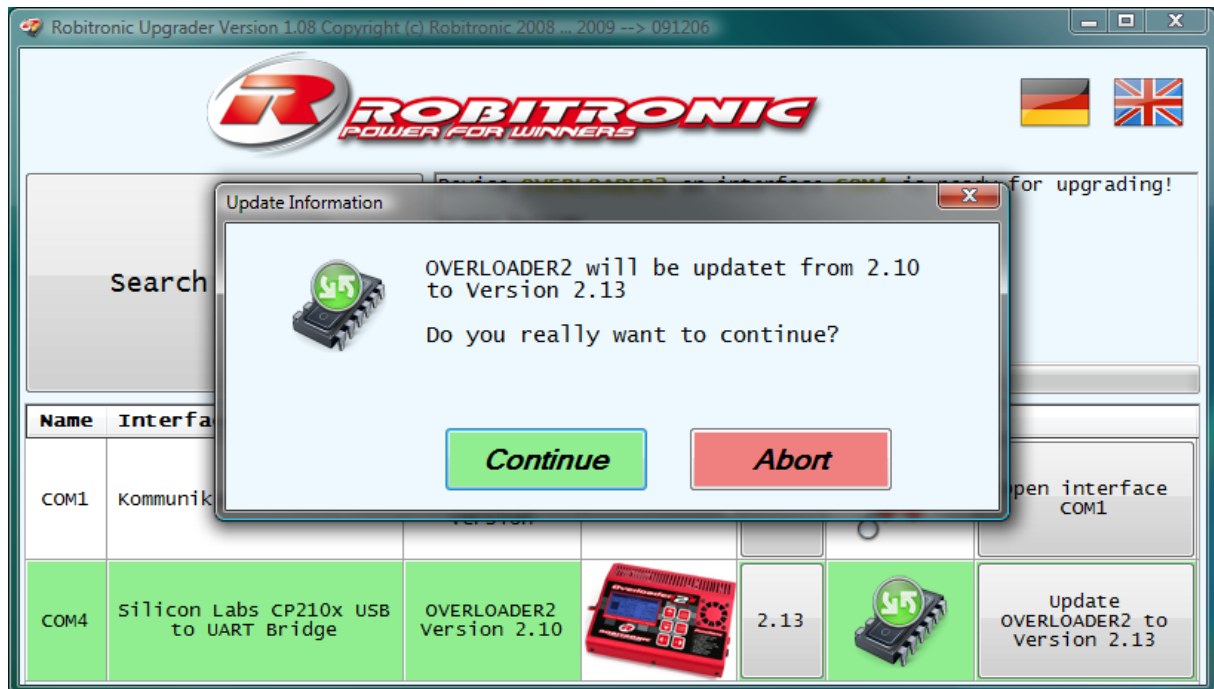 Robitronic Upgrader Version 1.08 Copyright (c) Robitronic 2008 ... 2009 --> 091206
R
ROBITRONIC
POWER FOR WINNERS
for upgrading!
Search
Update Information
OVERLOADER2 will be updatet from 2.10
to Version 2.13
Do you really want to continue?
Continue
Abort
Name
COM1
open interface
COM1
COM4
Silicon Labs CP210x USB
to UART Bridge
OVERLOADER2
Version 2.10
Overloader 2
2.13
Update
OVERLOADER2 to
Version 2.13